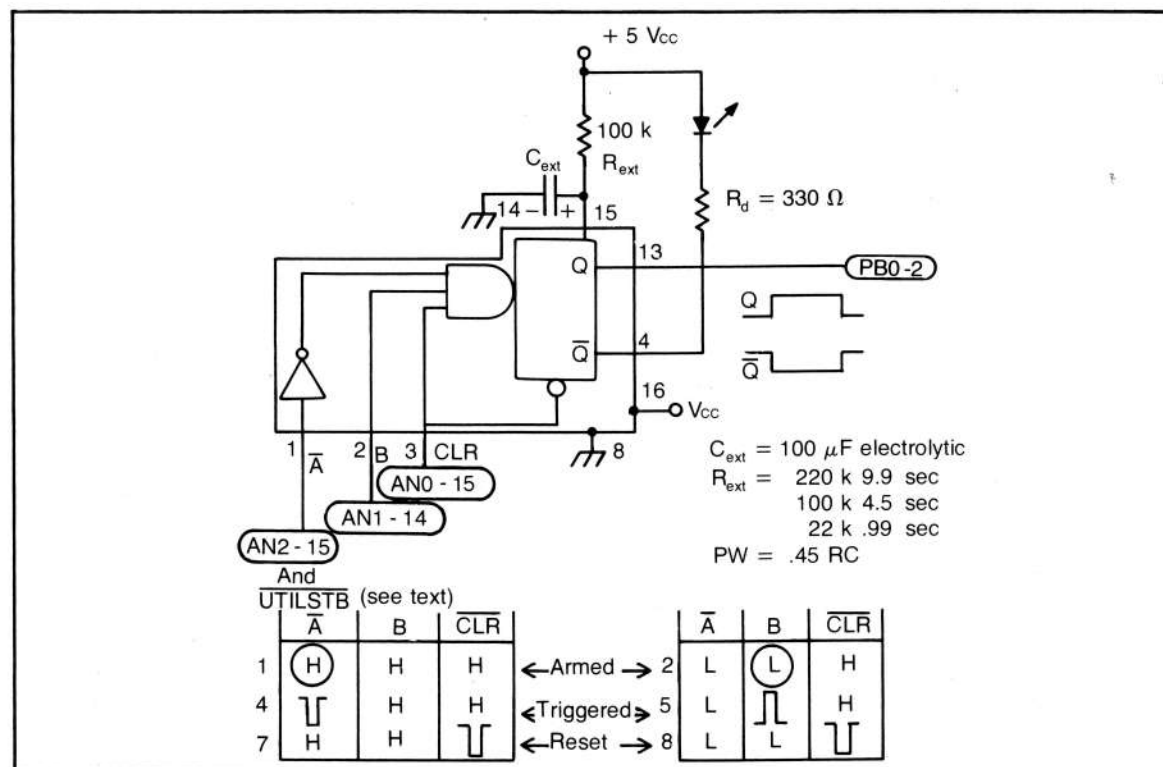 + 5 Vcc
100 k
Rext
Cext
14 − + 15
Rd = 330 Ω
Q 13
PB0 -2
Q
Q̅ 4
Q̅
16
Vcc
1 A̅ 2 B 3 CLR 8
AN0 - 15
AN1 - 14
AN2 - 15
And
U̅T̅I̅L̅S̅T̅B̅ (see text)
Cext = 100 µF electrolytic
Rext = 220 k 9.9 sec
100 k 4.5 sec
22 k .99 sec
PW = .45 RC
A̅ B C̅L̅R̅ A̅ B C̅L̅R̅
1 H H H Armed 2 L L H
4 H H Triggered 5 L H
7 H H Reset 8 L L